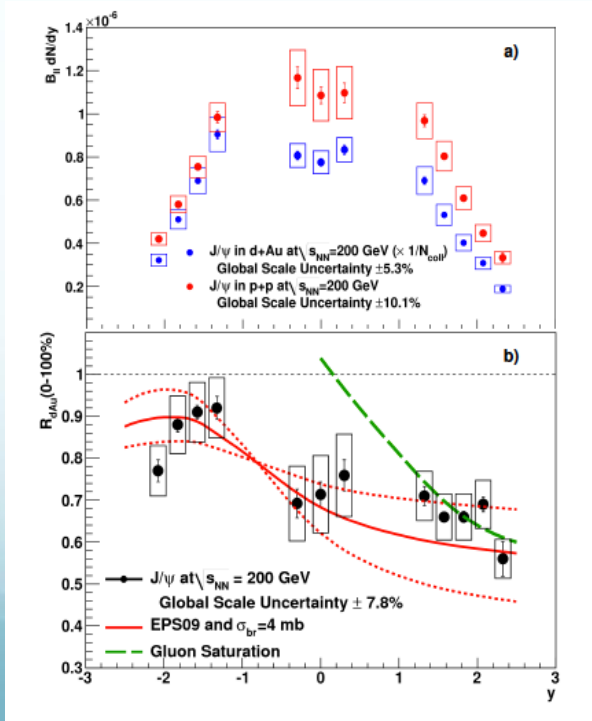 ×10⁻⁶
B_ll dN/dy
1.4
1.2
1
0.8
0.6
0.4
0.2
a)
J/ψ in d+Au at √s_NN=200 GeV (× 1/N_coll)
Global Scale Uncertainty ±5.3%
J/ψ in p+p at √s_NN=200 GeV
Global Scale Uncertainty ±10.1%
R_dAu(0-100%)
b)
1
0.9
0.8
0.7
0.6
0.5
0.4
0.3
J/ψ at √s_NN = 200 GeV
Global Scale Uncertainty ± 7.8%
EPS09 and σ_br=4 mb
Gluon Saturation
-3 -2 -1 0 1 2 3
y